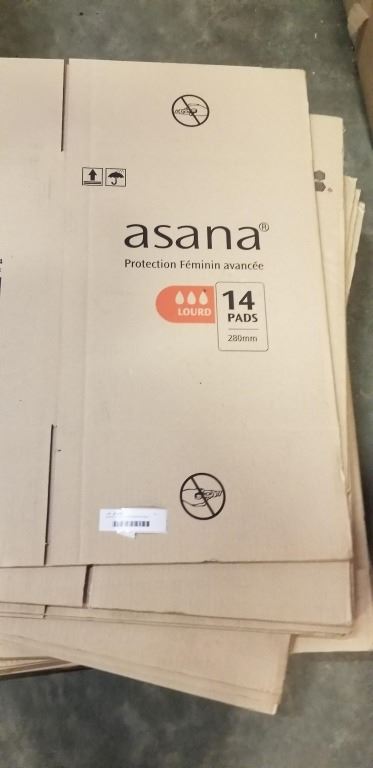 asana®
Protection Féminin avancée
LOURD
14
PADS
280mm